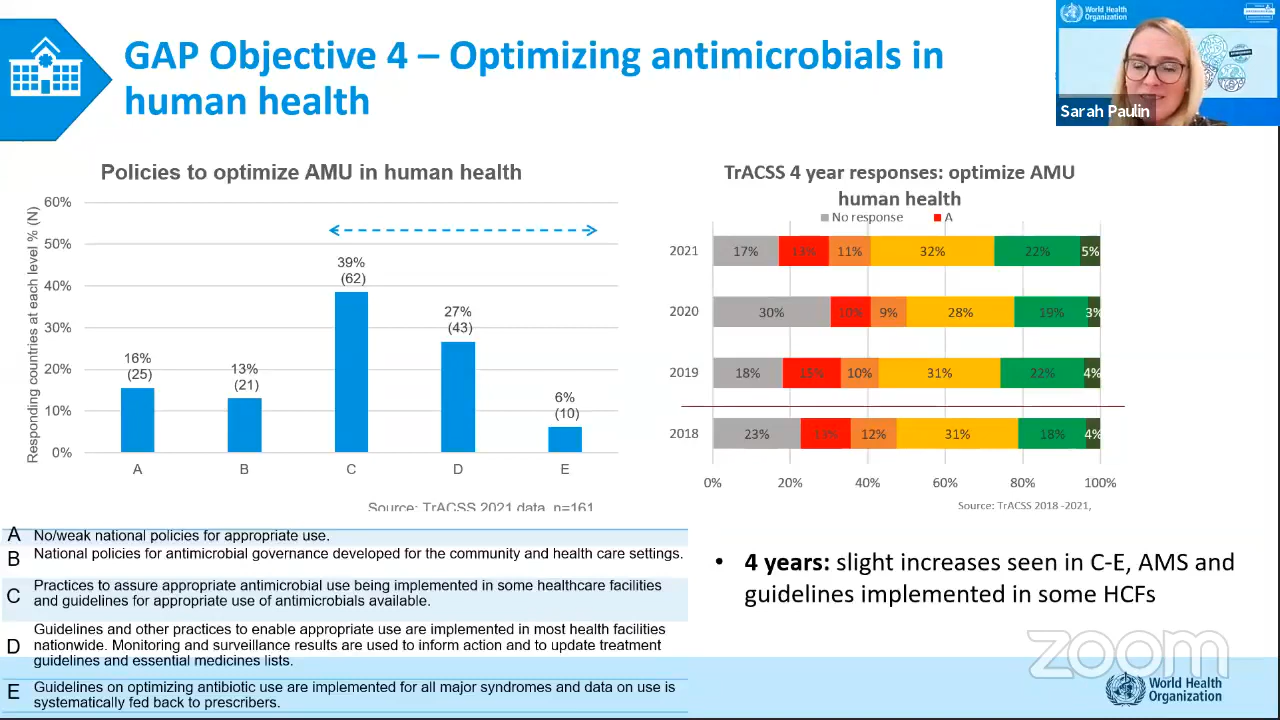 GAP Objective 4 – Optimizing antimicrobials in
human health
World Health
Organization
Sarah Paulin
Policies to optimize AMU in human health
Responding countries at each level % (N)
60%
50%
40%
30%
20%
10%
0%
16%
(25)
13%
(21)
39%
(62)
27%
(43)
6%
(10)
A B C D E
Source: TrACSS 2021 data, n=161
TrACSS 4 year responses: optimize AMU
human health
No response A
2021 17% 13% 11% 32% 22% 5%
2020 30% 10% 9% 28% 19% 3%
2019 18% 15% 10% 31% 22% 4%
2018 23% 13% 12% 31% 18% 4%
0% 20% 40% 60% 80% 100%
Source: TrACSS 2018 -2021,
A No/weak national policies for appropriate use.
B National policies for antimicrobial governance developed for the community and health care settings.
C Practices to assure appropriate antimicrobial use being implemented in some healthcare facilities
and guidelines for appropriate use of antimicrobials available.
D Guidelines and other practices to enable appropriate use are implemented in most health facilities
nationwide. Monitoring and surveillance results are used to inform action and to update treatment
guidelines and essential medicines lists.
E Guidelines on optimizing antibiotic use are implemented for all major syndromes and data on use is
systematically fed back to prescribers.
• 4 years: slight increases seen in C-E, AMS and
guidelines implemented in some HCFs
zoom
World Health
Organization